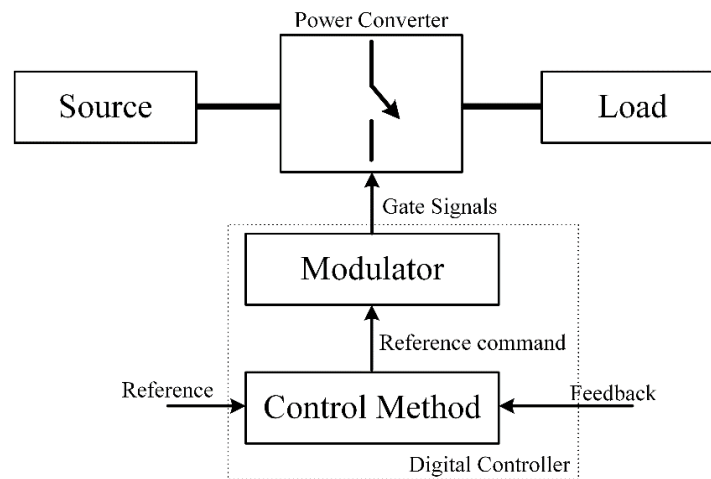 Power Converter
Source
Load
Gate Signals
Modulator
Reference command
Reference
Control Method
Feedback
Digital Controller